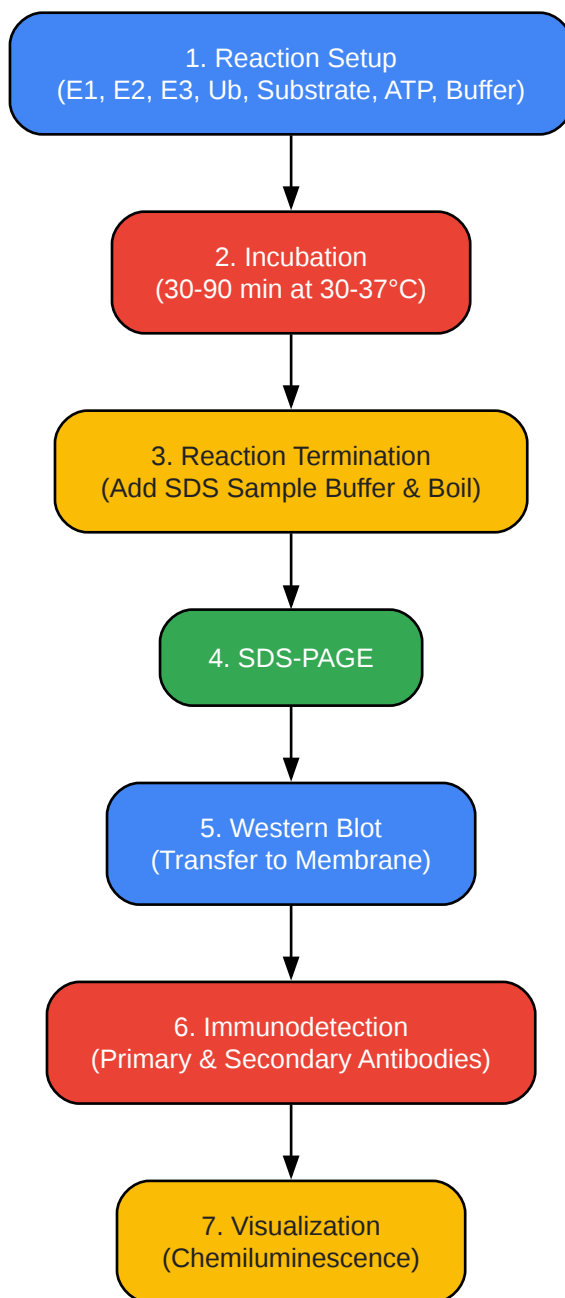 1. Reaction Setup
(E1, E2, E3, Ub, Substrate, ATP, Buffer)
2. Incubation
(30-90 min at 30-37°C)
3. Reaction Termination
(Add SDS Sample Buffer & Boil)
4. SDS-PAGE
5. Western Blot
(Transfer to Membrane)
6. Immunodetection
(Primary & Secondary Antibodies)
7. Visualization
(Chemiluminescence)